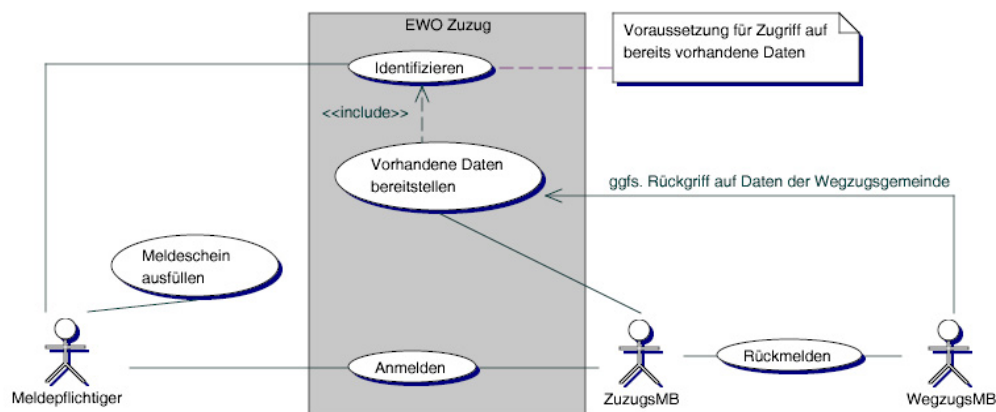 EWO Zuzug
Voraussetzung für Zugriff auf
bereits vorhandene Daten
Identifizieren
<<include>>
Vorhandene Daten
bereitstellen
ggfs. Rückgriff auf Daten der Wegzugsgemeinde
Meldeschein
ausfüllen
Anmelden
Rückmelden
Meldepflichtiger
ZuzugsMB
WegzugsMB